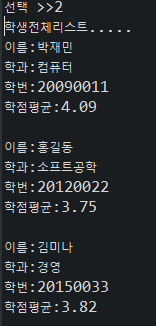 선택 >>2
학생전체리스트.....
이름:박재민
학과:컴퓨터
학번:20090011
학점평균:4.09
이름:홍길동
학과:소프트공학
학번:20120022
학점평균:3.75
이름:김미나
학과:경영
학번:20150033
학점평균:3.82